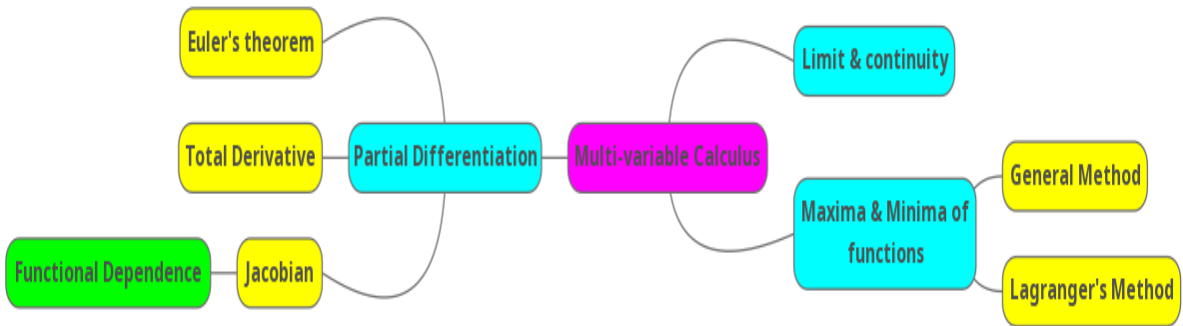 Euler's theorem
Limit & continuity
Total Derivative
Partial Differentiation
Multi-variable Calculus
General Method
Maxima & Minima of
functions
Functional Dependence
Jacobian
Lagranger's Method